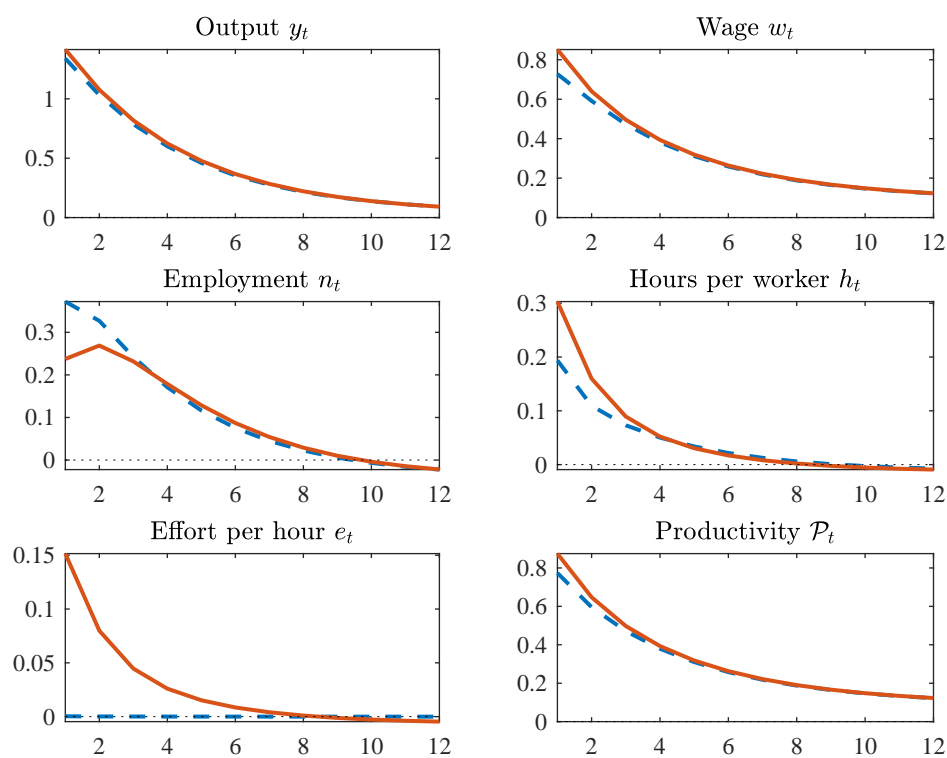 Output y_t
1
0.5
0
2 4 6 8 10 12
Wage w_t
0.8
0.6
0.4
0.2
0
2 4 6 8 10 12
Employment n_t
0.3
0.2
0.1
0
2 4 6 8 10 12
Hours per worker h_t
0.3
0.2
0.1
0
2 4 6 8 10 12
Effort per hour e_t
0.15
0.1
0.05
0
2 4 6 8 10 12
Productivity 𝒫_t
0.8
0.6
0.4
0.2
0
2 4 6 8 10 12